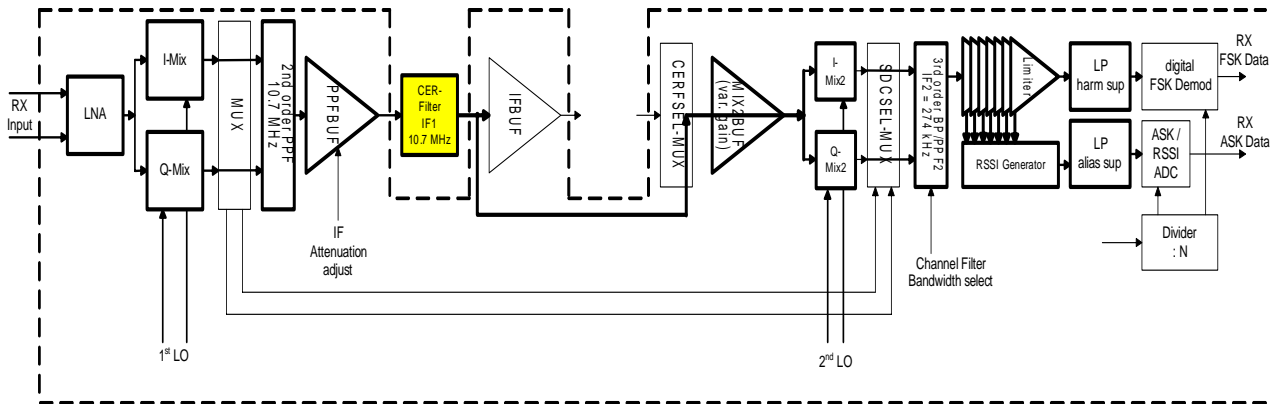 RX
Input
LNA
I-Mix
Q-Mix
MUX
2nd order PPF
10.7 MHz
PPFBUF
IF
Attenuation
adjust
1st LO
CER-
Filter
IF1
10.7 MHz
IFBUF
CERFSEL-MUX
MIX2BUF
(var. gain)
I-
Mix2
Q-
Mix2
2nd LO
SDCSEL-MUX
3rd order BP/PPF2
IF2 = 274 kHz
Channel Filter
Bandwidth select
Limiter
RSSI Generator
LP
harm sup
LP
alias sup
digital
FSK Demod
ASK /
RSSI
ADC
Divider
: N
RX
FSK Data
RX
ASK Data